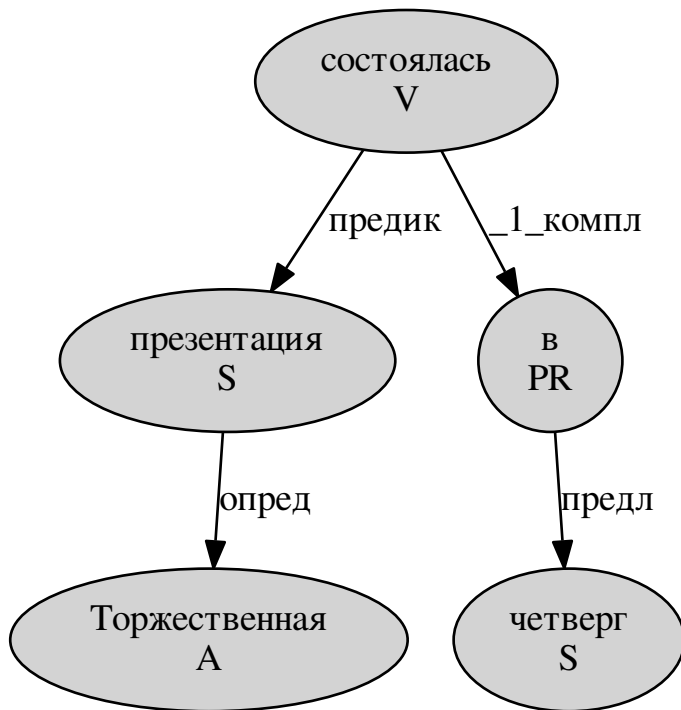 состоялась
V
предик
_1_компл
презентация
S
в
PR
опред
предл
Торжественная
A
четверг
S